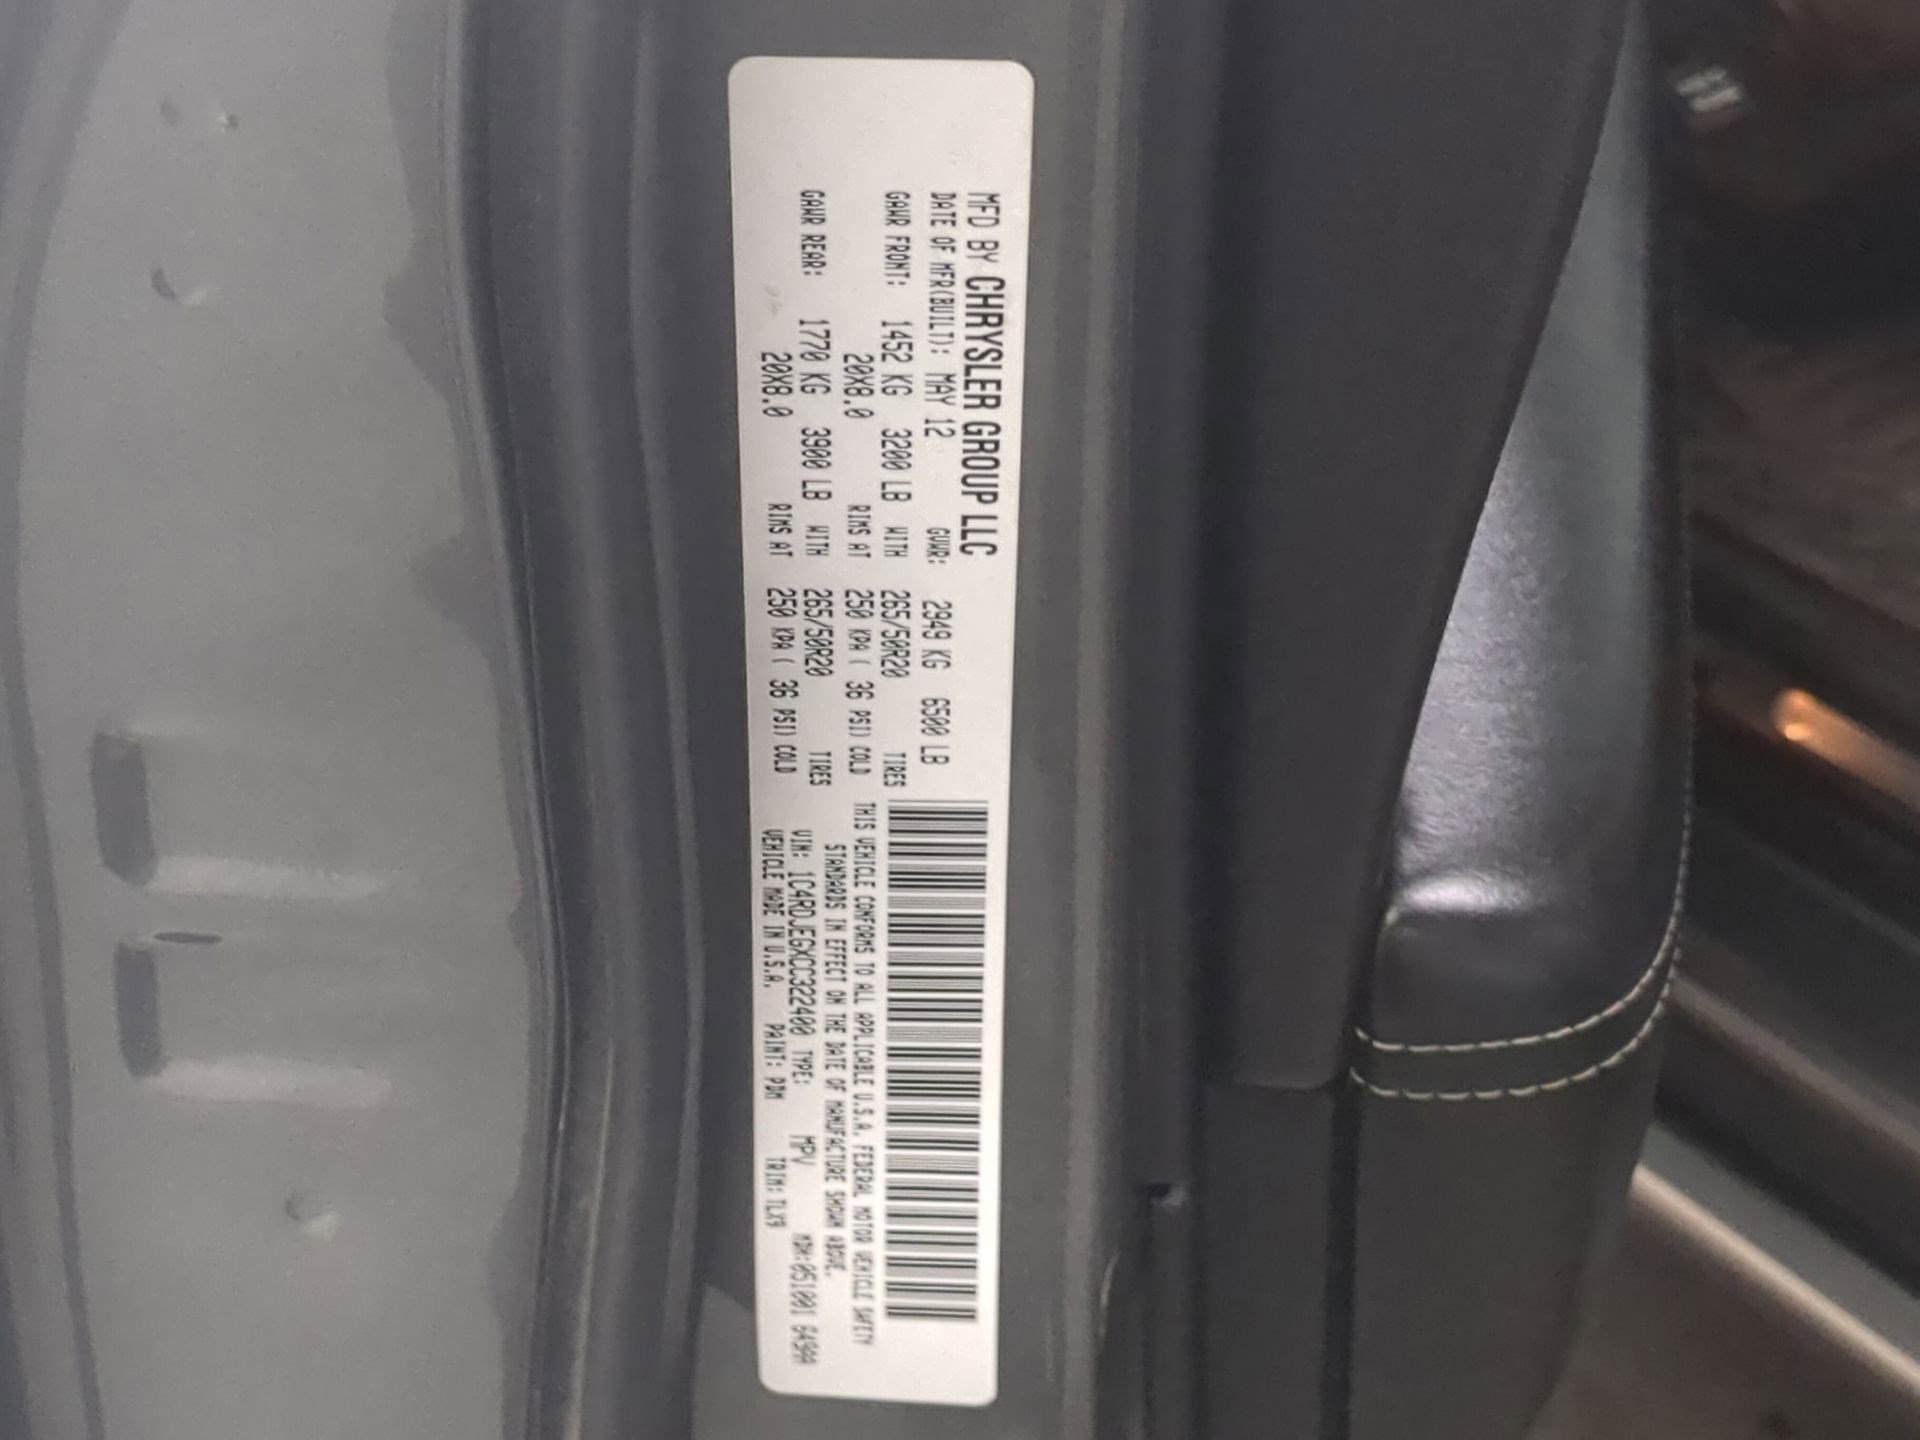 MFD BY CHRYSLER GROUP LLC
DATE OF MFR(BUILT): MAY 12 GVWR: 2949 KG 6500 LB
GAWR FRONT: 1452 KG 3200 LB WITH 265/50R20 TIRES
20X8.0 RIMS AT 250 KPA ( 36 PSI) COLD
GAWR REAR: 1770 KG 3900 LB WITH 265/50R20 TIRES
20X8.0 RIMS AT 250 KPA ( 36 PSI) COLD
THIS VEHICLE CONFORMS TO ALL APPLICABLE U.S.A. FEDERAL MOTOR VEHICLE SAFETY
STANDARDS IN EFFECT ON THE DATE OF MANUFACTURE SHOWN ABOVE.
VIN: 1C4RDJEGXCC322400 TYPE: MPV MDH:051001 649AA
VEHICLE MADE IN U.S.A. PAINT: PDM TRIM: TLX9